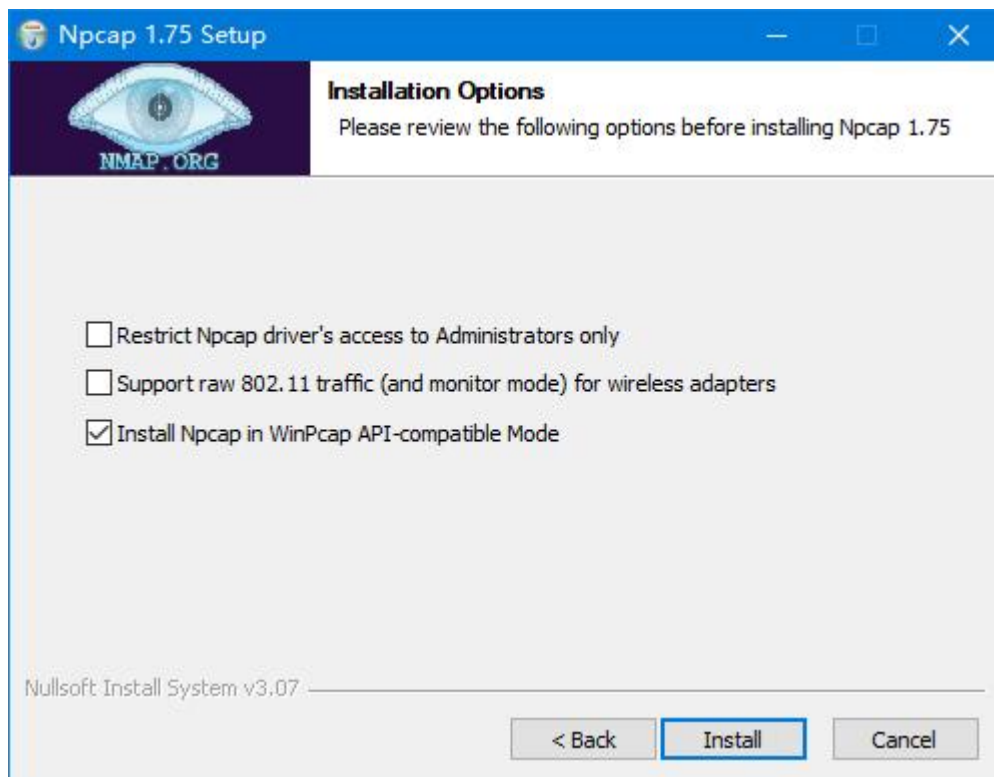 Npcap 1.75 Setup
NMAP.ORG
Installation Options
Please review the following options before installing Npcap 1.75
Restrict Npcap driver's access to Administrators only
Support raw 802.11 traffic (and monitor mode) for wireless adapters
Install Npcap in WinPcap API-compatible Mode
Nullsoft Install System v3.07
< Back Install Cancel